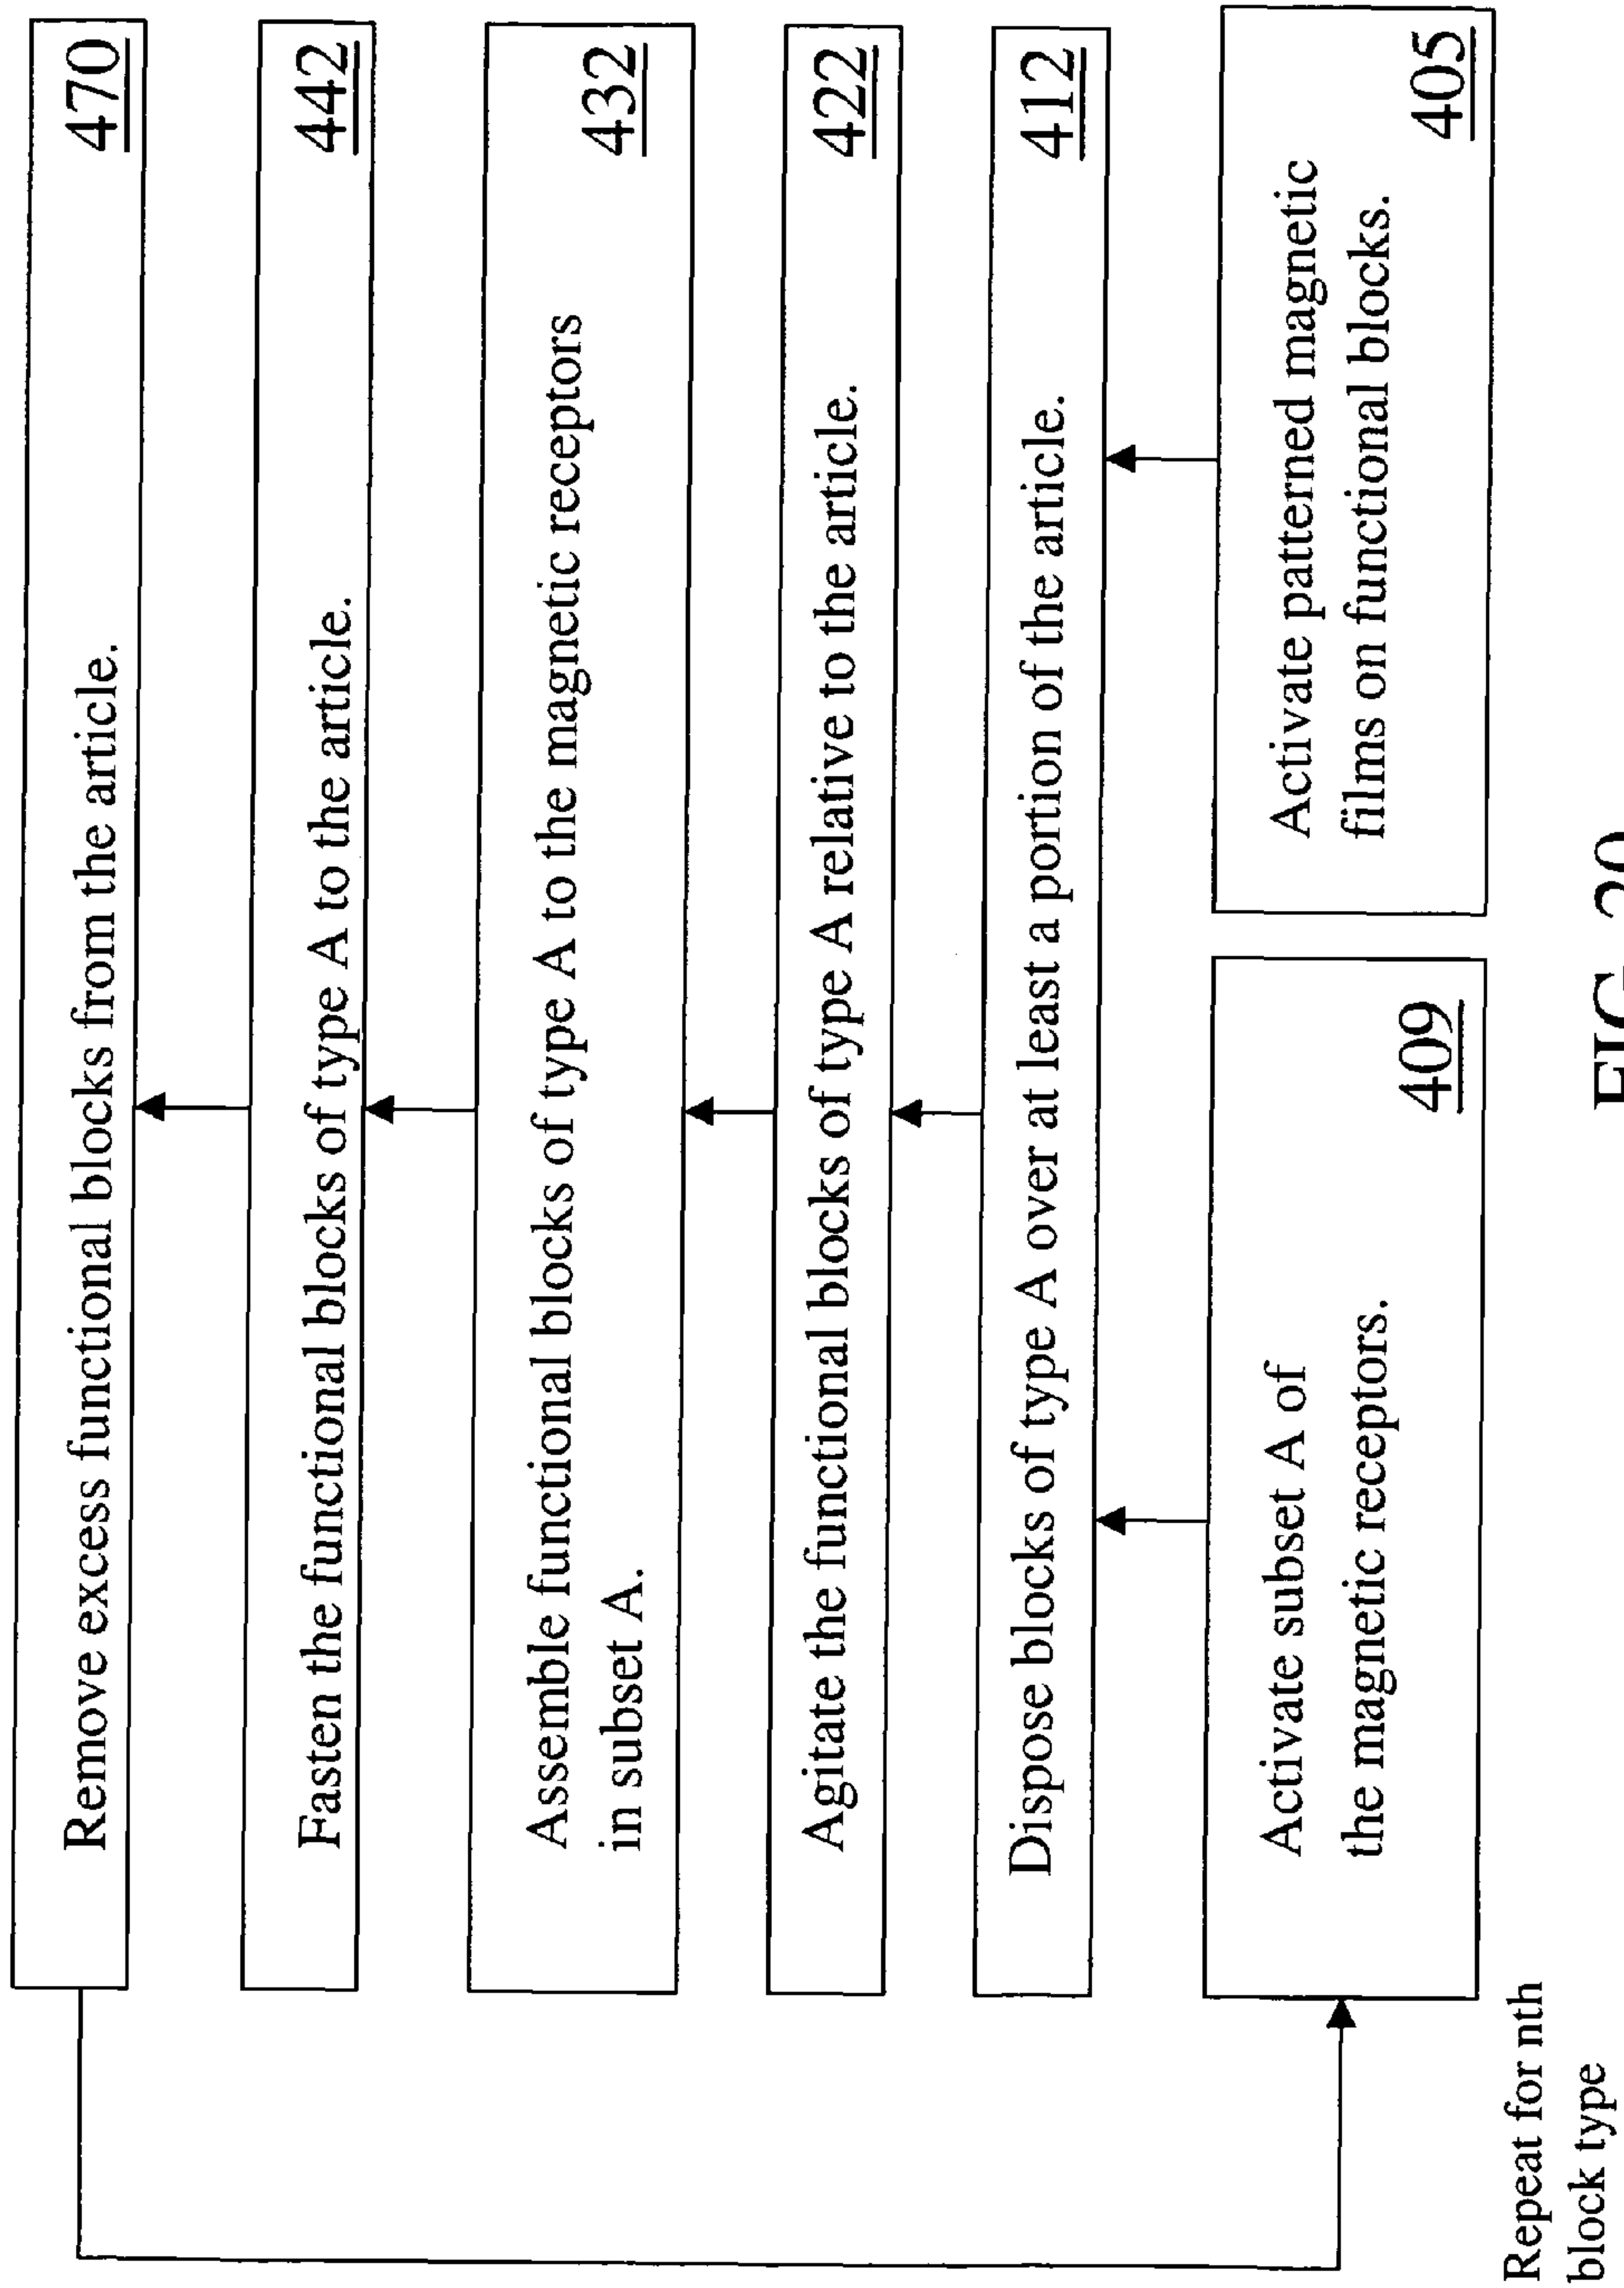 Remove excess functional blocks from the article.
470
Fasten the functional blocks of type A to the article.
442
Assemble functional blocks of type A to the magnetic receptors
in subset A.
432
Agitate the functional blocks of type A relative to the article.
422
Dispose blocks of type A over at least a portion of the article.
412
Activate subset A of
the magnetic receptors.
409
Activate patterned magnetic
films on functional blocks.
405
Repeat for nth
block type